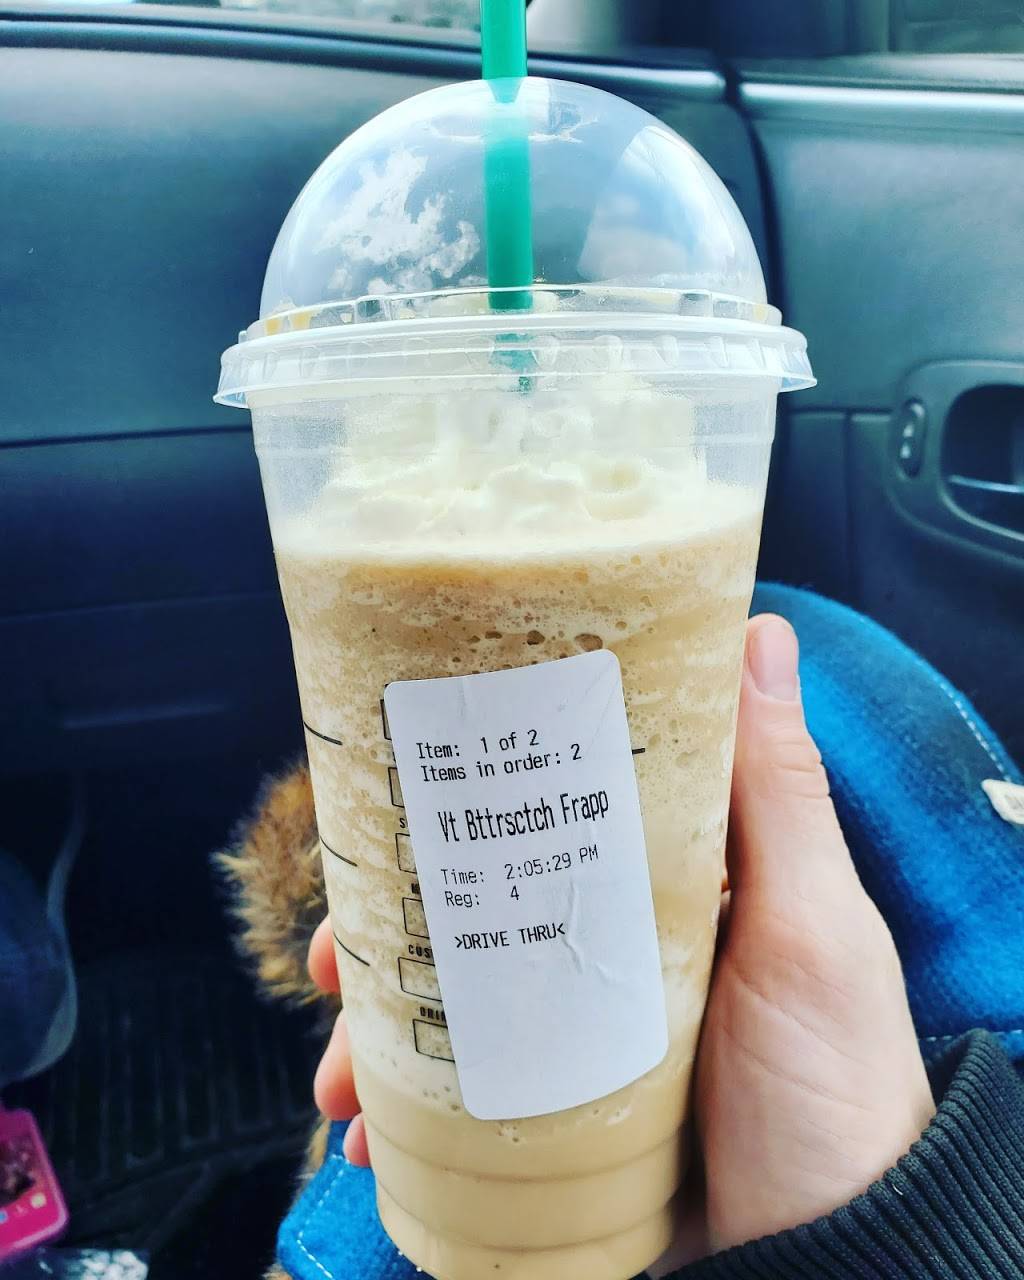 Item: 1 of 2
Items in order: 2
Vt Bttrsctch Frapp
Time: 2:05:29 PM
Reg: 4
>DRIVE THRU<